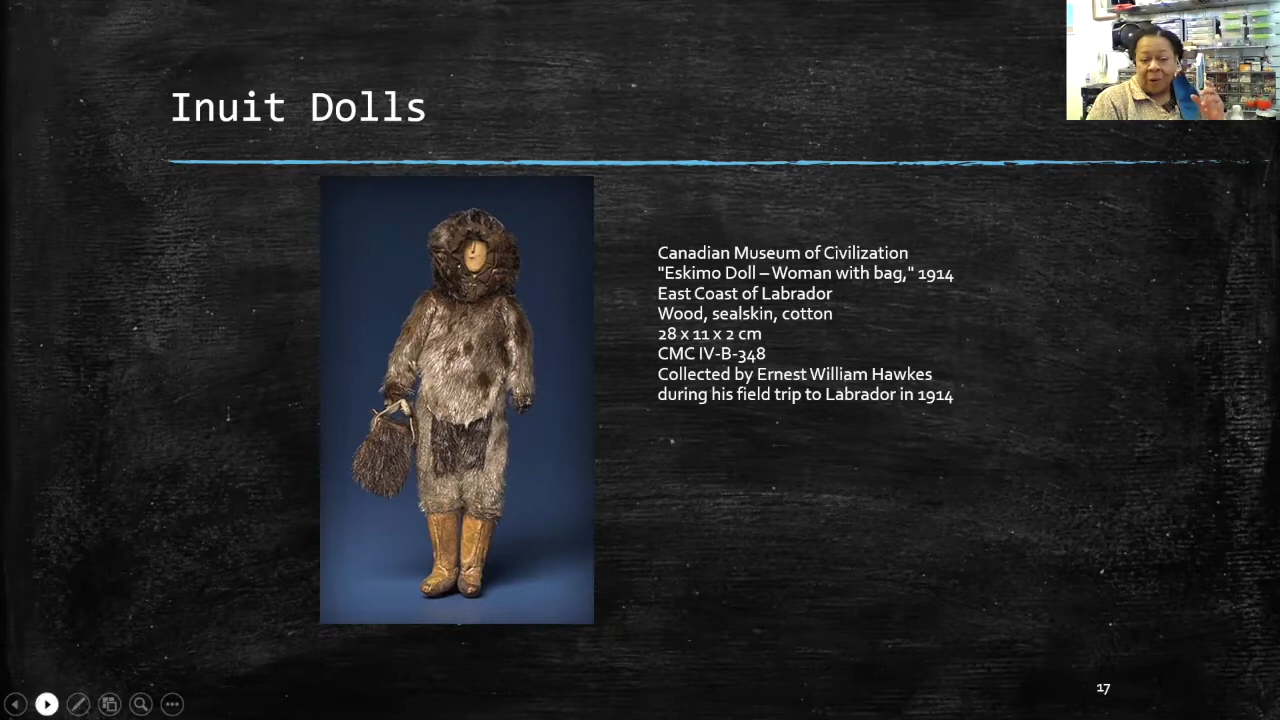 Inuit Dolls
Canadian Museum of Civilization
"Eskimo Doll – Woman with bag," 1914
East Coast of Labrador
Wood, sealskin, cotton
28 x 11 x 2 cm
CMC IV-B-348
Collected by Ernest William Hawkes
during his field trip to Labrador in 1914
17